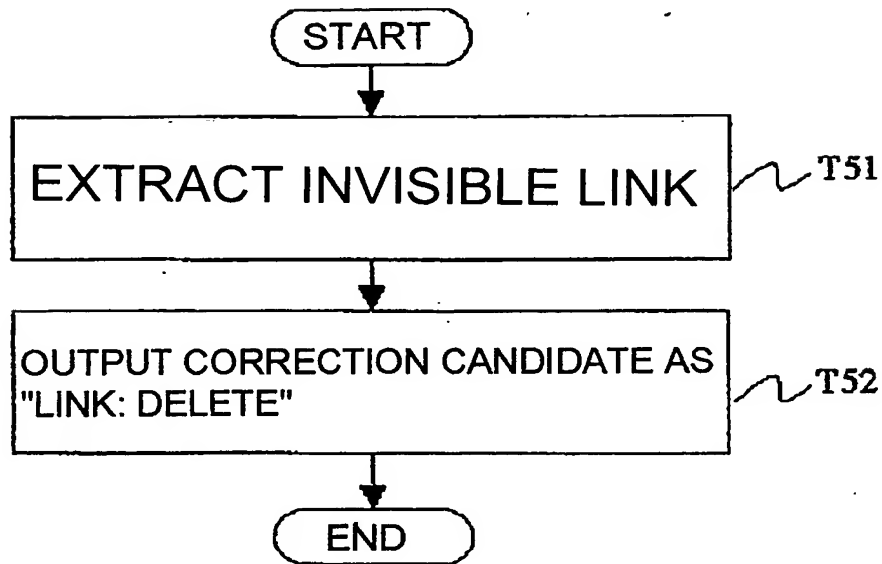 START
EXTRACT INVISIBLE LINK
T51
OUTPUT CORRECTION CANDIDATE AS
"LINK: DELETE"
T52
END